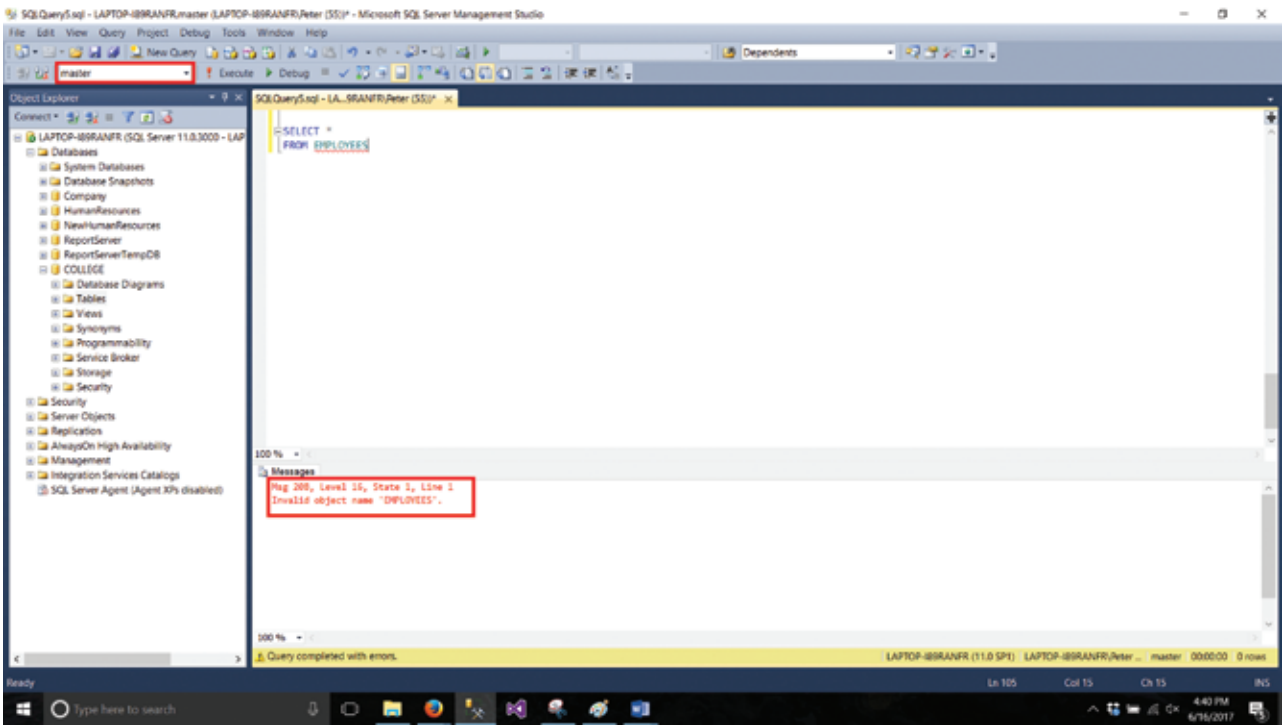 SQLQuery5.sql - LAPTOP-I89RANFR.master (LAPTOP-I89RANFR\Peter (55))* - Microsoft SQL Server Management Studio
File Edit View Query Project Debug Tools Window Help
New Query Dependents
master Execute Debug
Object Explorer
SQLQuery5.sql - LA...9RANFR\Peter (55))*
Connect
LAPTOP-I89RANFR (SQL Server 11.0.3000 - LAP
Databases
System Databases
Database Snapshots
Company
HumanResources
NewHumanResources
ReportServer
ReportServerTempDB
COLLEGE
Database Diagrams
Tables
Views
Synonyms
Programmability
Service Broker
Storage
Security
Security
Server Objects
Replication
AlwaysOn High Availability
Management
Integration Services Catalogs
SQL Server Agent (Agent XPs disabled)
SELECT *
FROM EMPLOYEES
100 %
Messages
Msg 208, Level 16, State 1, Line 1
Invalid object name 'EMPLOYEES'.
100 %
Query completed with errors.
LAPTOP-I89RANFR (11.0 SP1) LAPTOP-I89RANFR\Peter ... master 00:00:00 0 rows
Ready Ln 105 Col 15 Ch 15 INS
Type here to search
4:40 PM
6/16/2017